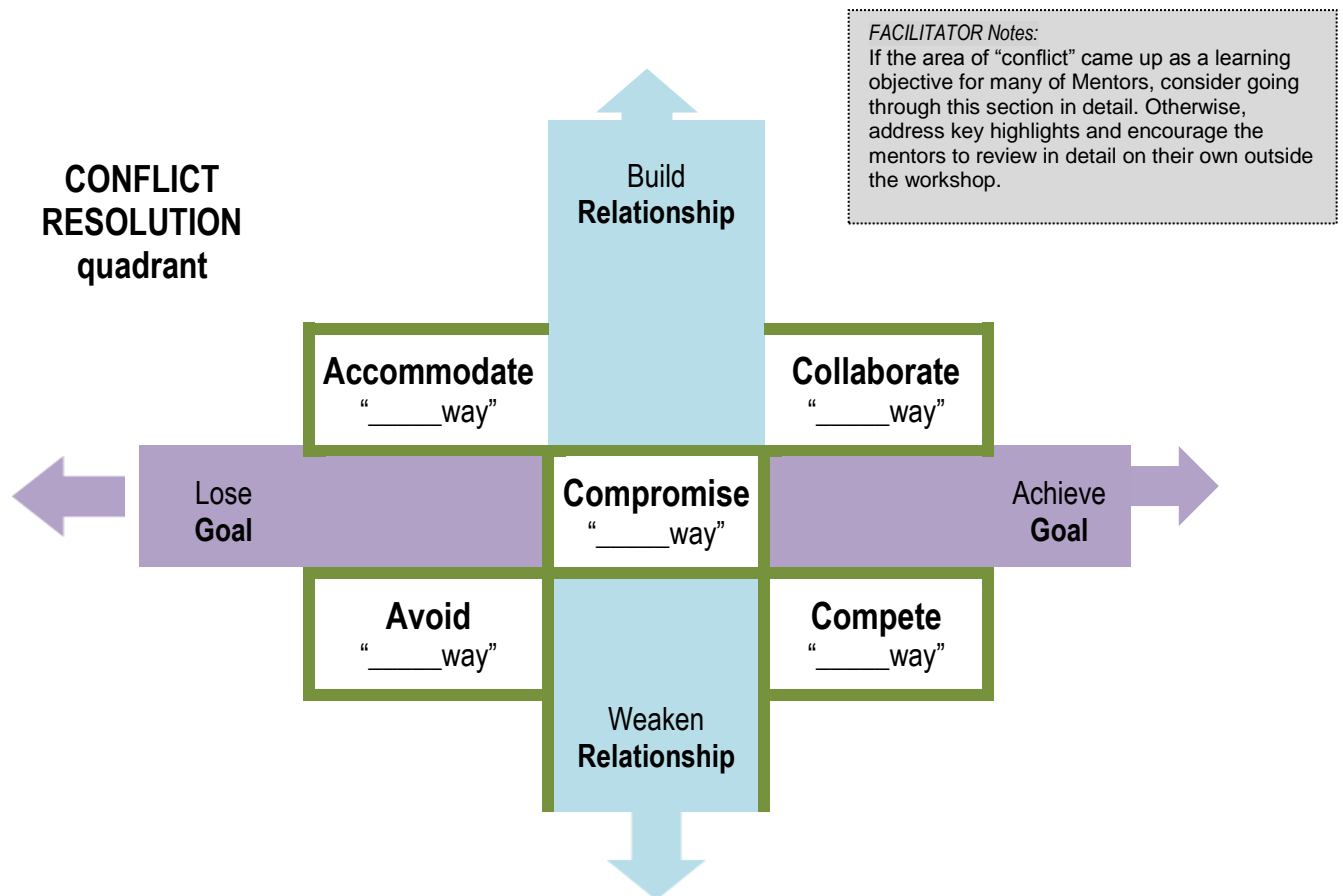 FACILITATOR Notes:
If the area of “conflict” came up as a learning
objective for many of Mentors, consider going
through this section in detail. Otherwise,
address key highlights and encourage the
mentors to review in detail on their own outside
the workshop.
CONFLICT
RESOLUTION
quadrant
Build
Relationship
Accommodate
“_____way”
Collaborate
“_____way”
Lose
Goal
Compromise
“_____way”
Achieve
Goal
Avoid
“_____way”
Compete
“_____way”
Weaken
Relationship